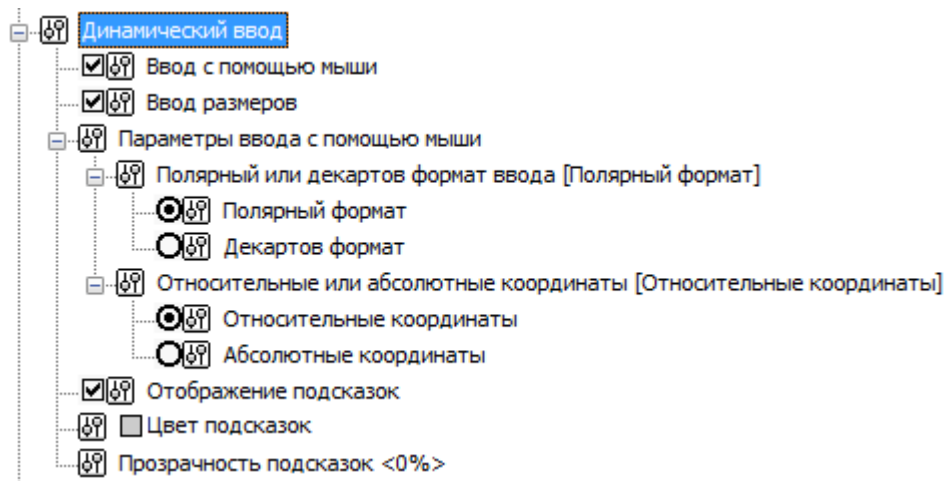 Динамический ввод
Ввод с помощью мыши
Ввод размеров
Параметры ввода с помощью мыши
Полярный или декартов формат ввода [Полярный формат]
Полярный формат
Декартов формат
Относительные или абсолютные координаты [Относительные координаты]
Относительные координаты
Абсолютные координаты
Отображение подсказок
Цвет подсказок
Прозрачность подсказок <0%>